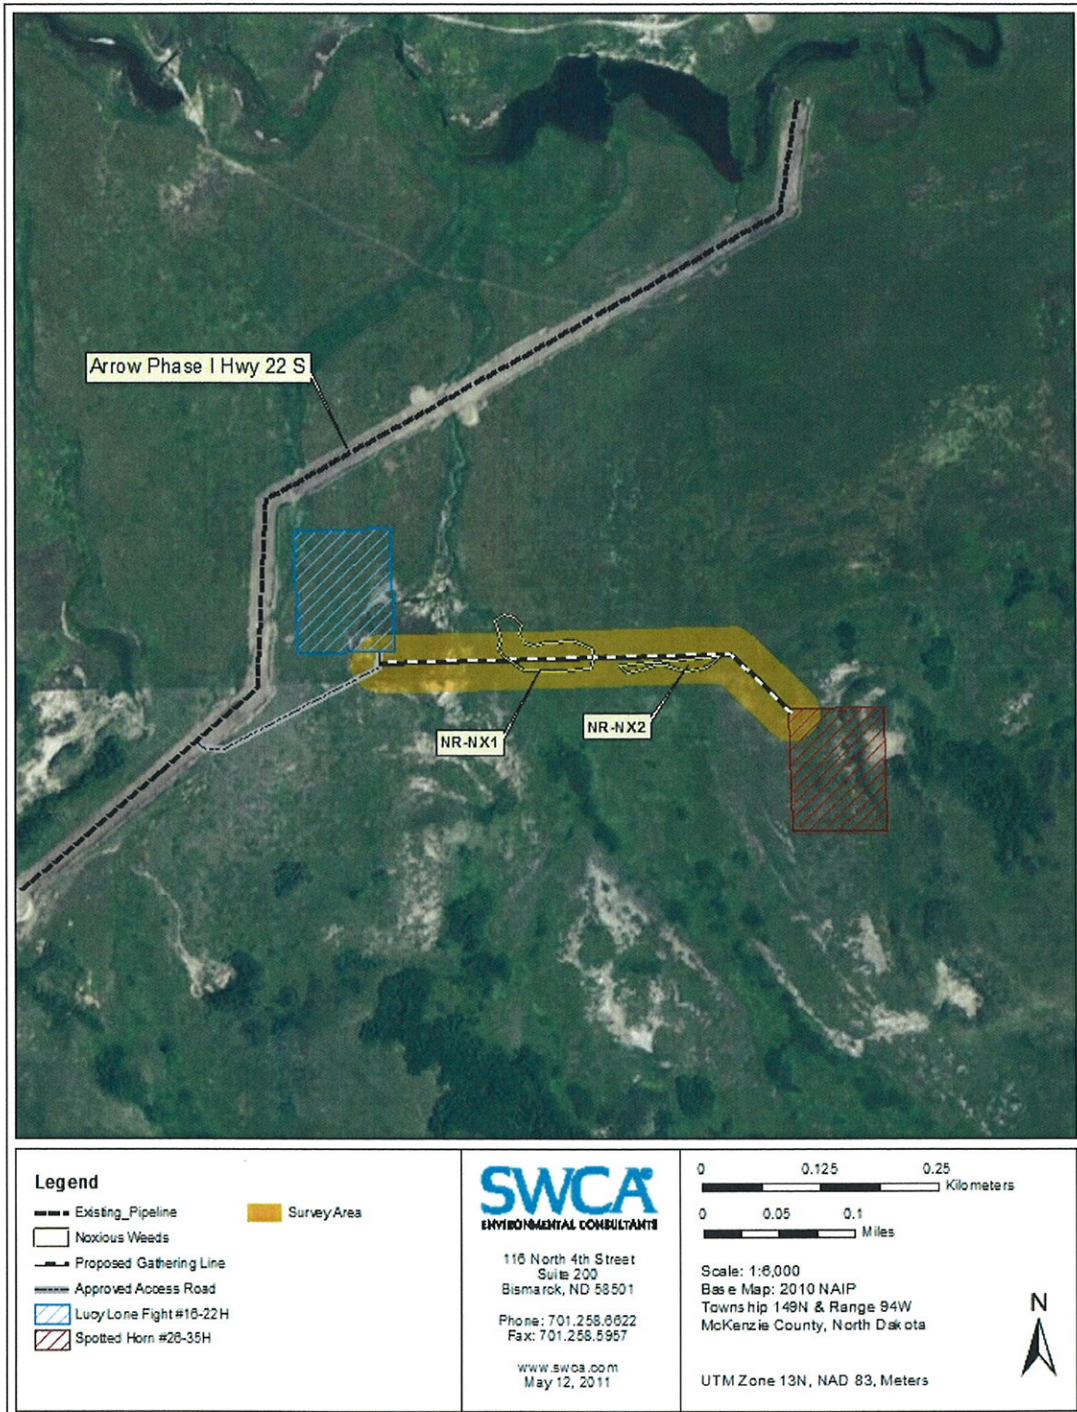 Arrow Phase I Hwy 22 S
NR-NX1
NR-NX2
Legend
Existing_Pipeline
Survey Area
Noxious Weeds
Proposed Gathering Line
Approved Access Road
Lucy Lone Fight #16-22H
Spotted Horn #26-35H
SWCA®
ENVIRONMENTAL CONSULTANTS
116 North 4th Street
Suite 200
Bismarck, ND 58501
Phone: 701.258.6622
Fax: 701.258.5957
www.swca.com
May 12, 2011
0 0.125 0.25
Kilometers
0 0.05 0.1
Miles
Scale: 1:6,000
Base Map: 2010 NAIP
Township 149N & Range 94W
McKenzie County, North Dakota
N
UTM Zone 13N, NAD 83, Meters